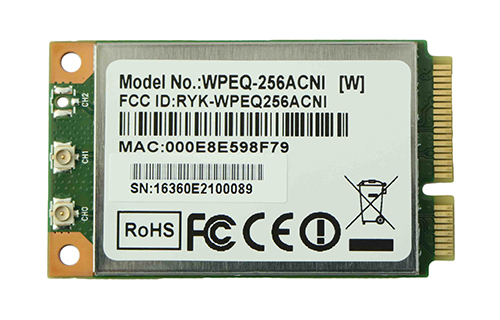 Model No.:WPEQ-256ACNI [W]
FCC ID:RYK-WPEQ256ACNI
MAC:000E8E598F79
SN:16360E2100089
RoHS FC CE
CH2
CH1
CH0